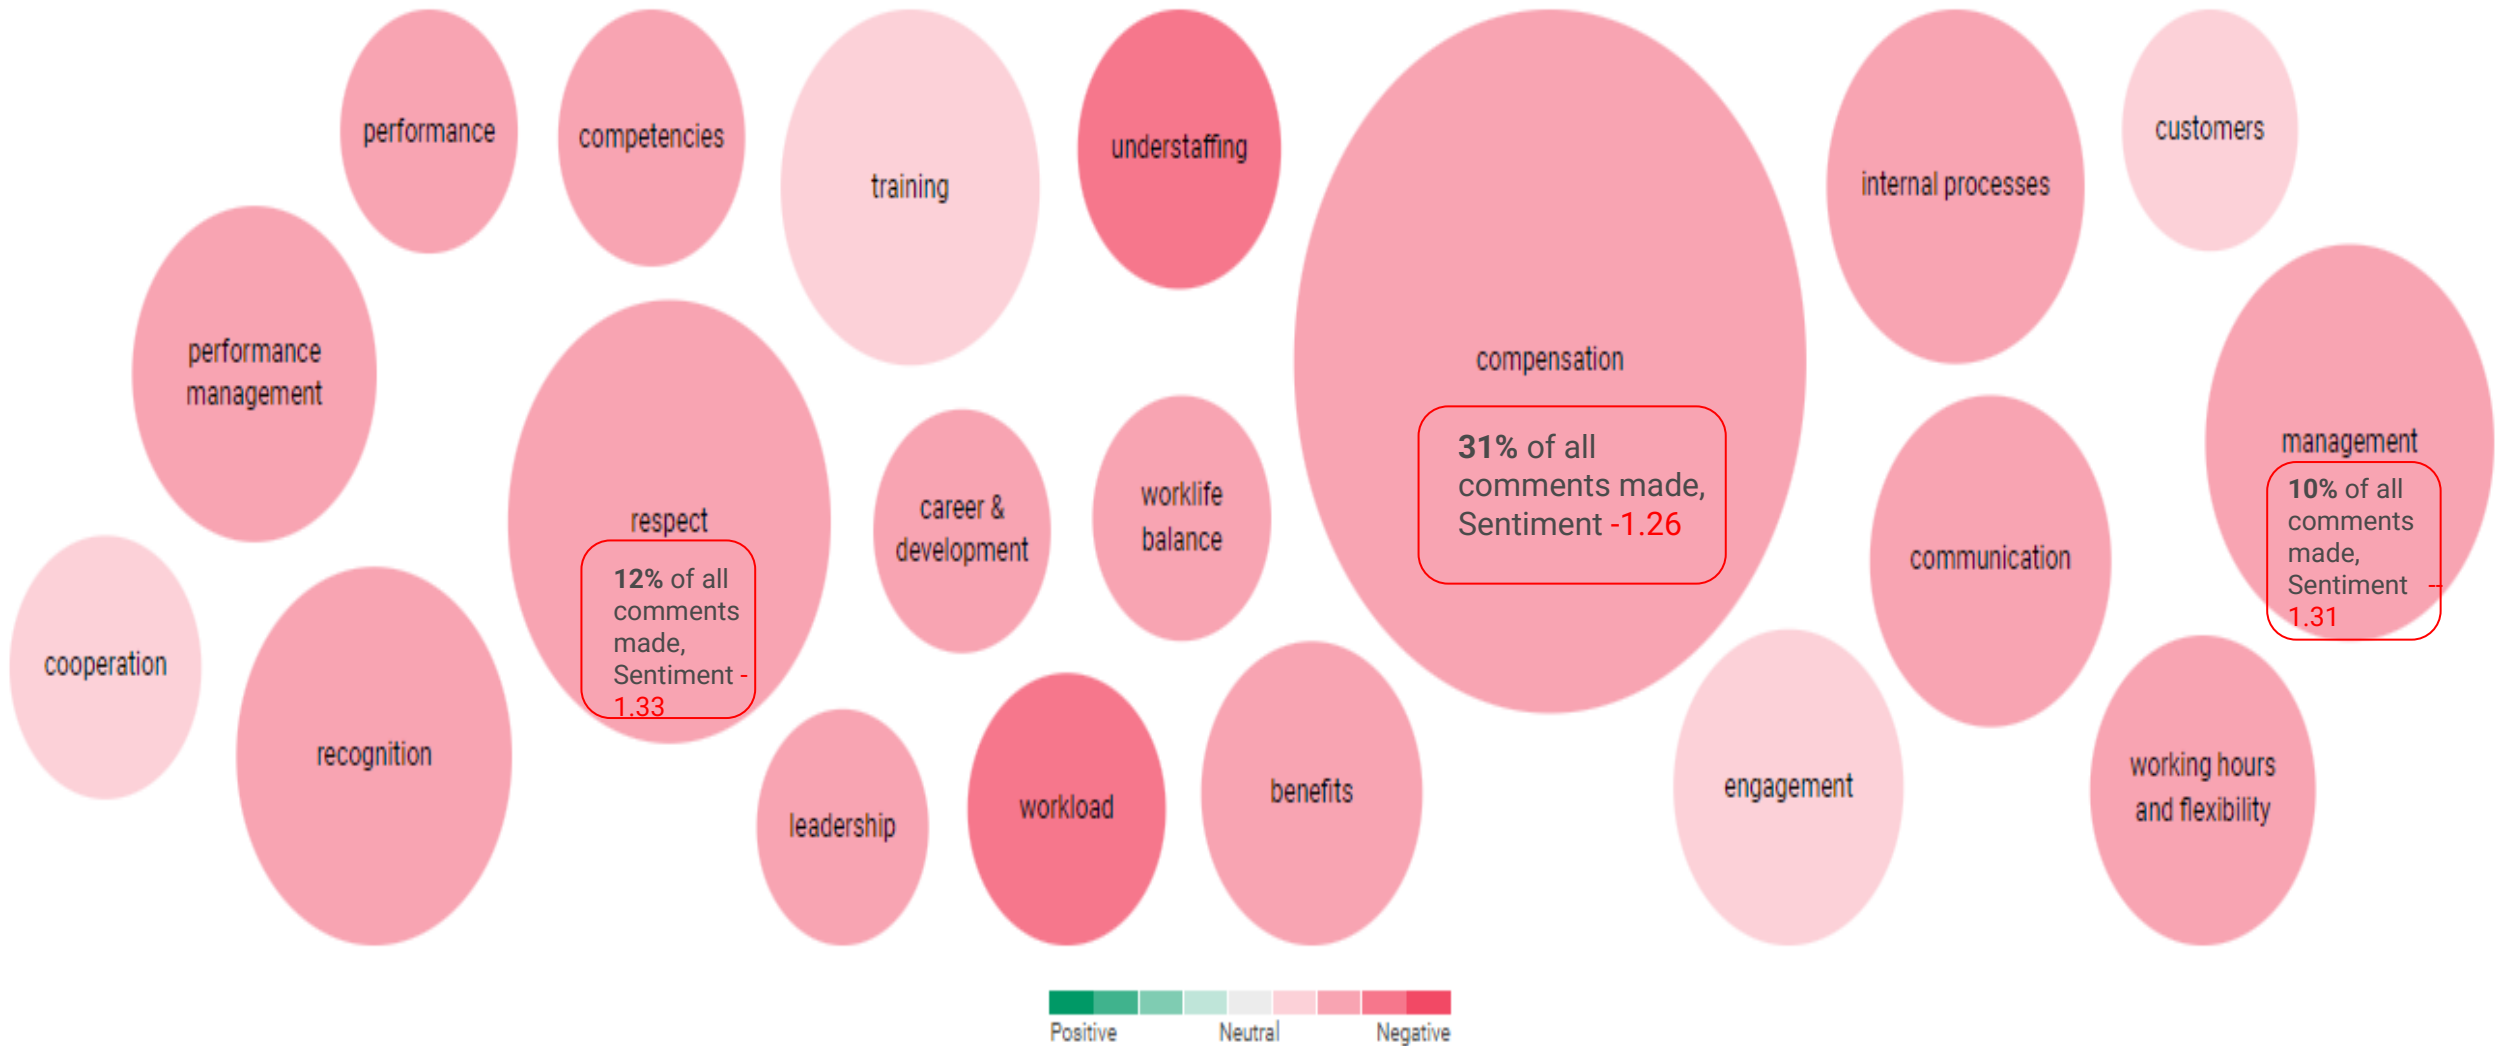 performance
competencies
training
understaffing
internal processes
customers
performance
management
respect
12% of all
comments
made,
Sentiment -
1.33
career &
development
worklife
balance
compensation
31% of all
comments made,
Sentiment -1.26
communication
management
10% of all
comments
made,
Sentiment --
1.31
cooperation
recognition
leadership
workload
benefits
engagement
working hours
and flexibility
Positive
Neutral
Negative